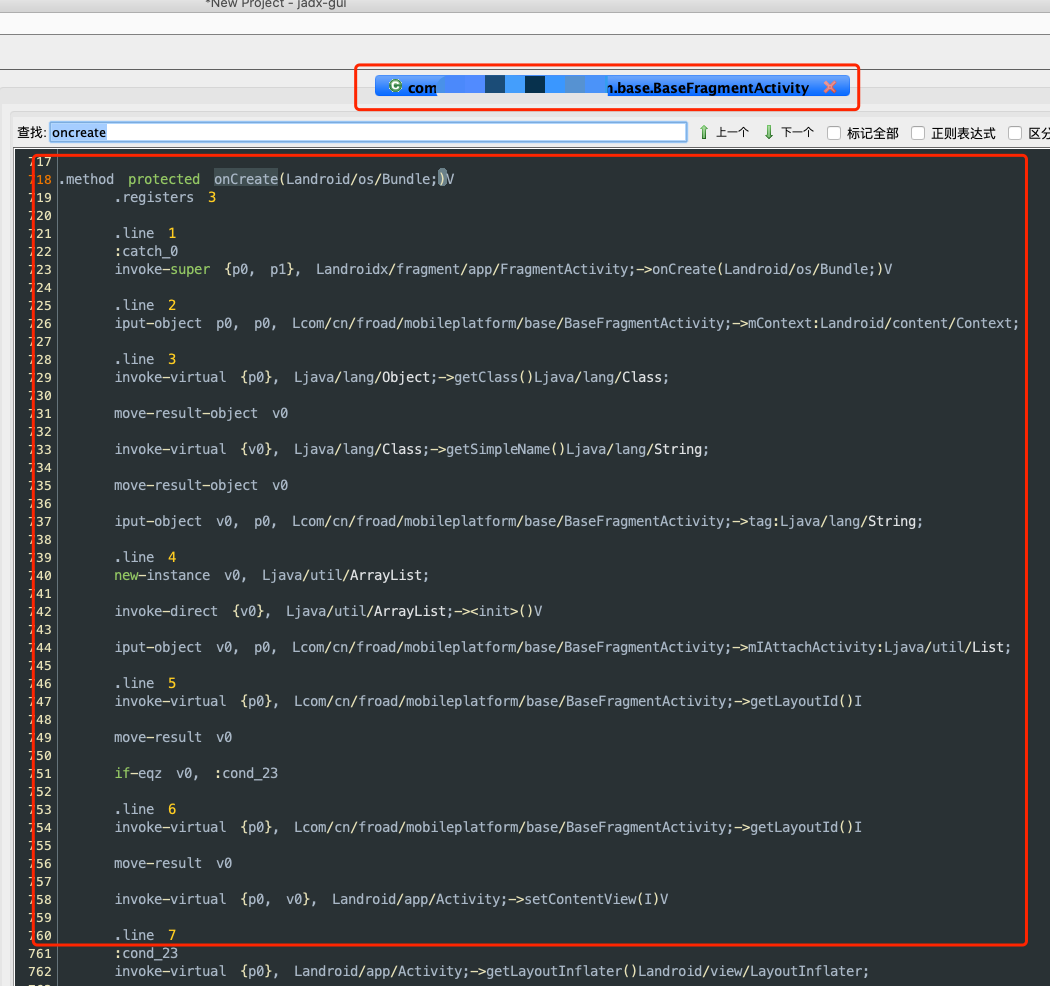 *New Project - jadx-gui
com
.base.BaseFragmentActivity
查找: oncreate 上一个 下一个 标记全部 正则表达式 区分
717
718 .method protected onCreate(Landroid/os/Bundle;)V
719 .registers 3
720
721 .line 1
722 :catch_0
723 invoke-super {p0, p1}, Landroidx/fragment/app/FragmentActivity;->onCreate(Landroid/os/Bundle;)V
724
725 .line 2
726 iput-object p0, p0, Lcom/cn/froad/mobileplatform/base/BaseFragmentActivity;->mContext:Landroid/content/Context;
727
728 .line 3
729 invoke-virtual {p0}, Ljava/lang/Object;->getClass()Ljava/lang/Class;
730
731 move-result-object v0
732
733 invoke-virtual {v0}, Ljava/lang/Class;->getSimpleName()Ljava/lang/String;
734
735 move-result-object v0
736
737 iput-object v0, p0, Lcom/cn/froad/mobileplatform/base/BaseFragmentActivity;->tag:Ljava/lang/String;
738
739 .line 4
740 new-instance v0, Ljava/util/ArrayList;
741
742 invoke-direct {v0}, Ljava/util/ArrayList;-><init>()V
743
744 iput-object v0, p0, Lcom/cn/froad/mobileplatform/base/BaseFragmentActivity;->mIAttachActivity:Ljava/util/List;
745
746 .line 5
747 invoke-virtual {p0}, Lcom/cn/froad/mobileplatform/base/BaseFragmentActivity;->getLayoutId()I
748
749 move-result v0
750
751 if-eqz v0, :cond_23
752
753 .line 6
754 invoke-virtual {p0}, Lcom/cn/froad/mobileplatform/base/BaseFragmentActivity;->getLayoutId()I
755
756 move-result v0
757
758 invoke-virtual {p0, v0}, Landroid/app/Activity;->setContentView(I)V
759
760 .line 7
761 :cond_23
762 invoke-virtual {p0}, Landroid/app/Activity;->getLayoutInflater()Landroid/view/LayoutInflater;